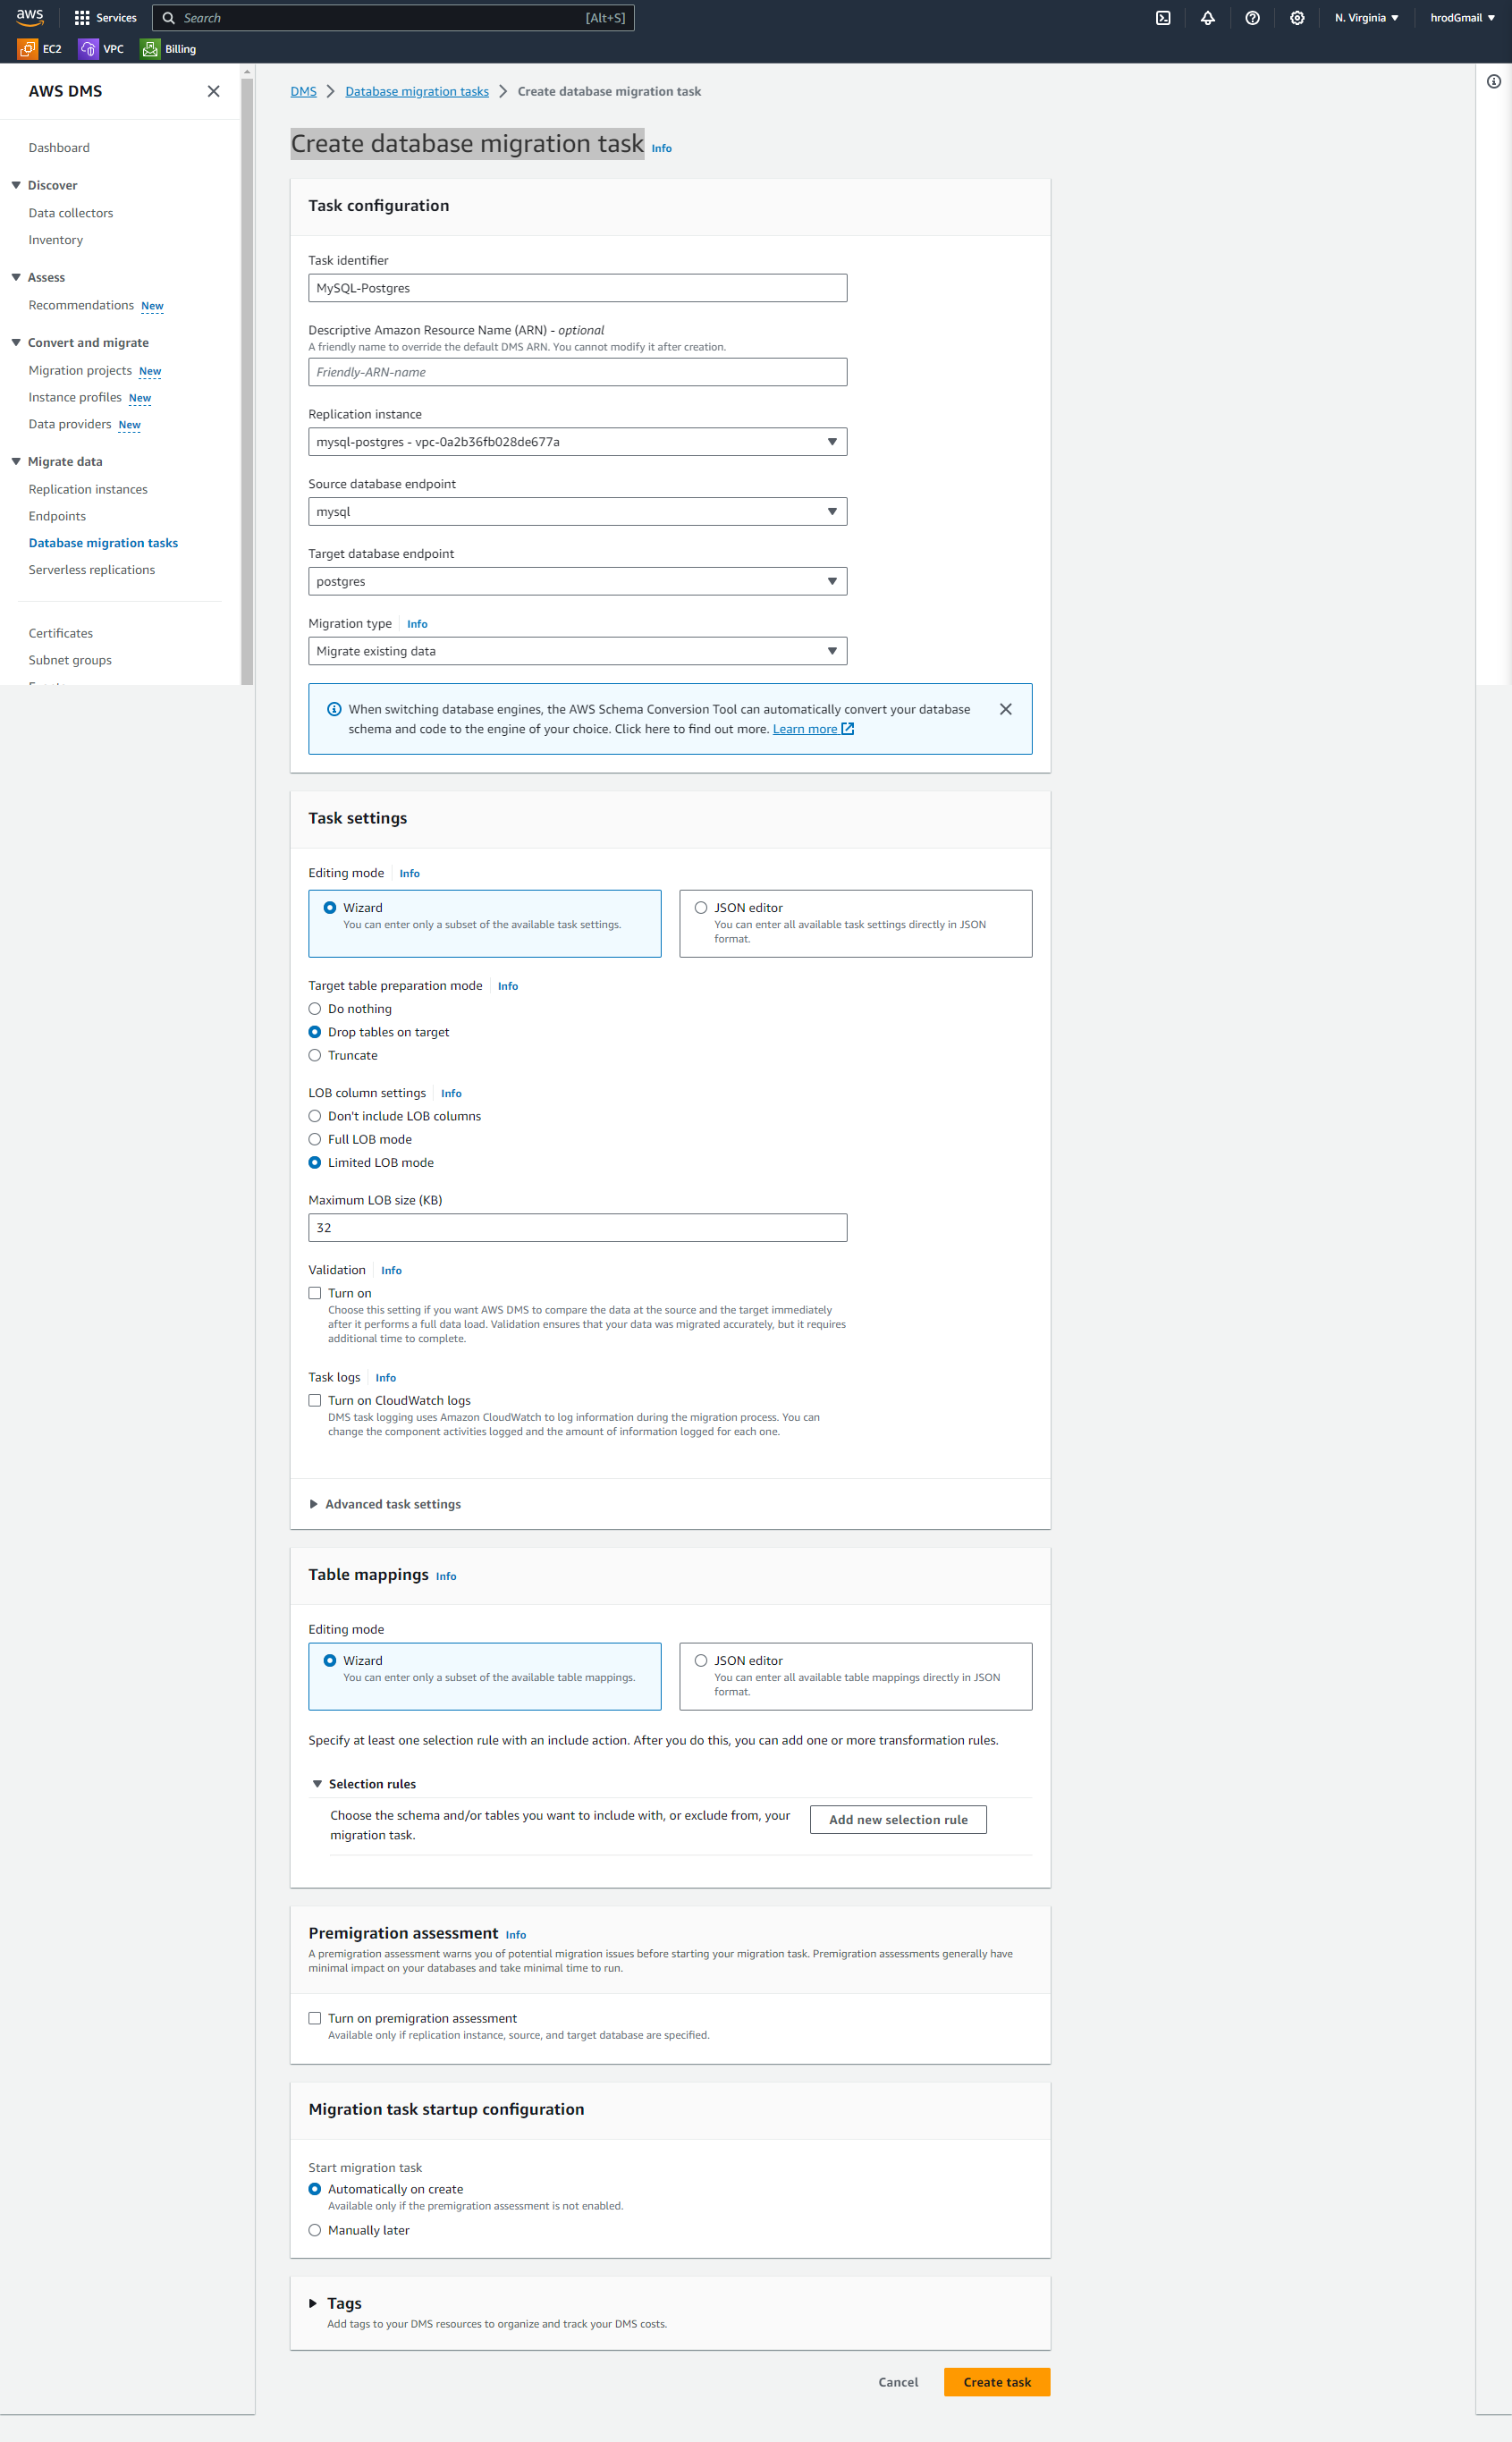 aws
Services
Search
[Alt+S]
N. Virginia
hrodGmail
EC2
VPC
Billing
AWS DMS
Dashboard
Discover
Data collectors
Inventory
Assess
Recommendations New
Convert and migrate
Migration projects New
Instance profiles New
Data providers New
Migrate data
Replication instances
Endpoints
Database migration tasks
Serverless replications
Certificates
Subnet groups
DMS > Database migration tasks > Create database migration task
Create database migration task Info
Task configuration
Task identifier
MySQL-Postgres
Descriptive Amazon Resource Name (ARN) - optional
A friendly name to override the default DMS ARN. You cannot modify it after creation.
Friendly-ARN-name
Replication instance
mysql-postgres - vpc-0a2b36fb028de677a
Source database endpoint
mysql
Target database endpoint
postgres
Migration type Info
Migrate existing data
When switching database engines, the AWS Schema Conversion Tool can automatically convert your database
schema and code to the engine of your choice. Click here to find out more. Learn more
Task settings
Editing mode Info
Wizard
You can enter only a subset of the available task settings.
JSON editor
You can enter all available task settings directly in JSON
format.
Target table preparation mode Info
Do nothing
Drop tables on target
Truncate
LOB column settings Info
Don't include LOB columns
Full LOB mode
Limited LOB mode
Maximum LOB size (KB)
32
Validation Info
Turn on
Choose this setting if you want AWS DMS to compare the data at the source and the target immediately
after it performs a full data load. Validation ensures that your data was migrated accurately, but it requires
additional time to complete.
Task logs Info
Turn on CloudWatch logs
DMS task logging uses Amazon CloudWatch to log information during the migration process. You can
change the component activities logged and the amount of information logged for each one.
Advanced task settings
Table mappings Info
Editing mode
Wizard
You can enter only a subset of the available table mappings.
JSON editor
You can enter all available table mappings directly in JSON
format.
Specify at least one selection rule with an include action. After you do this, you can add one or more transformation rules.
Selection rules
Choose the schema and/or tables you want to include with, or exclude from, your
migration task.
Add new selection rule
Premigration assessment Info
A premigration assessment warns you of potential migration issues before starting your migration task. Premigration assessments generally have
minimal impact on your databases and take minimal time to run.
Turn on premigration assessment
Available only if replication instance, source, and target database are specified.
Migration task startup configuration
Start migration task
Automatically on create
Available only if the premigration assessment is not enabled.
Manually later
Tags
Add tags to your DMS resources to organize and track your DMS costs.
Cancel
Create task